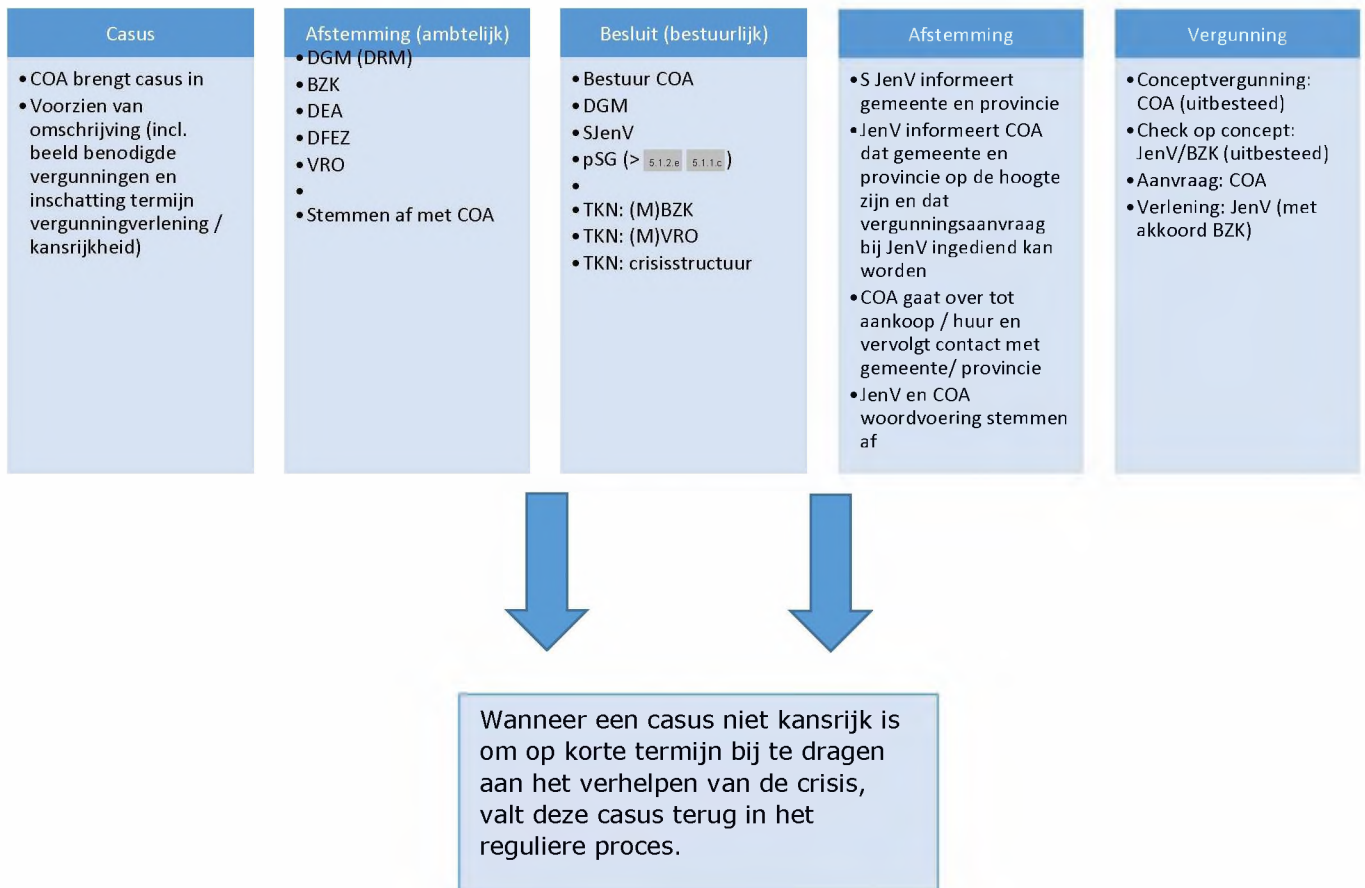 Casus
• COA brengt casus in
• Voorzien van
omschrijving (incl.
beeld benodigde
vergunningen en
inschatting termijn
vergunningverlening /
kansrijkheid)
Afstemming (ambtelijk)
• DGM (DRM)
• BZK
• DEA
• DFEZ
• VRO
•
• Stemmen af met COA
Besluit (bestuurlijk)
• Bestuur COA
• DGM
• SJenV
• pSG (> 5.1.2.e 5.1.1.c )
•
• TKN: (M)BZK
• TKN: (M)VRO
• TKN: crisisstructuur
Afstemming
• S JenV informeert
gemeente en provincie
• JenV informeert COA
dat gemeente en
provincie op de hoogte
zijn en dat
vergunningsaanvraag
bij JenV ingediend kan
worden
• COA gaat over tot
aankoop / huur en
vervolgt contact met
gemeente/ provincie
• JenV en COA
woordvoering stemmen
af
Vergunning
• Conceptvergunning:
COA (uitbesteed)
• Check op concept:
JenV/BZK (uitbesteed)
• Aanvraag: COA
• Verlening: JenV (met
akkoord BZK)
Wanneer een casus niet kansrijk is
om op korte termijn bij te dragen
aan het verhelpen van de crisis,
valt deze casus terug in het
reguliere proces.